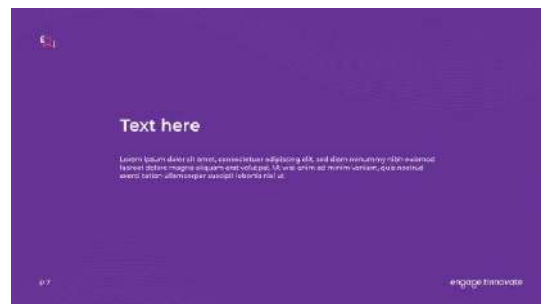 Text here
Lorem ipsum dolor sit amet, consectetuer adipiscing elit, sed diam nonummy nibh euismod
laoreet dolore magna aliquam erat volutpat. Ut wisi enim ad minim veniam, quis nostrud
exerci tation ullamcorper suscipit lobortis nisl ut
p7
engage